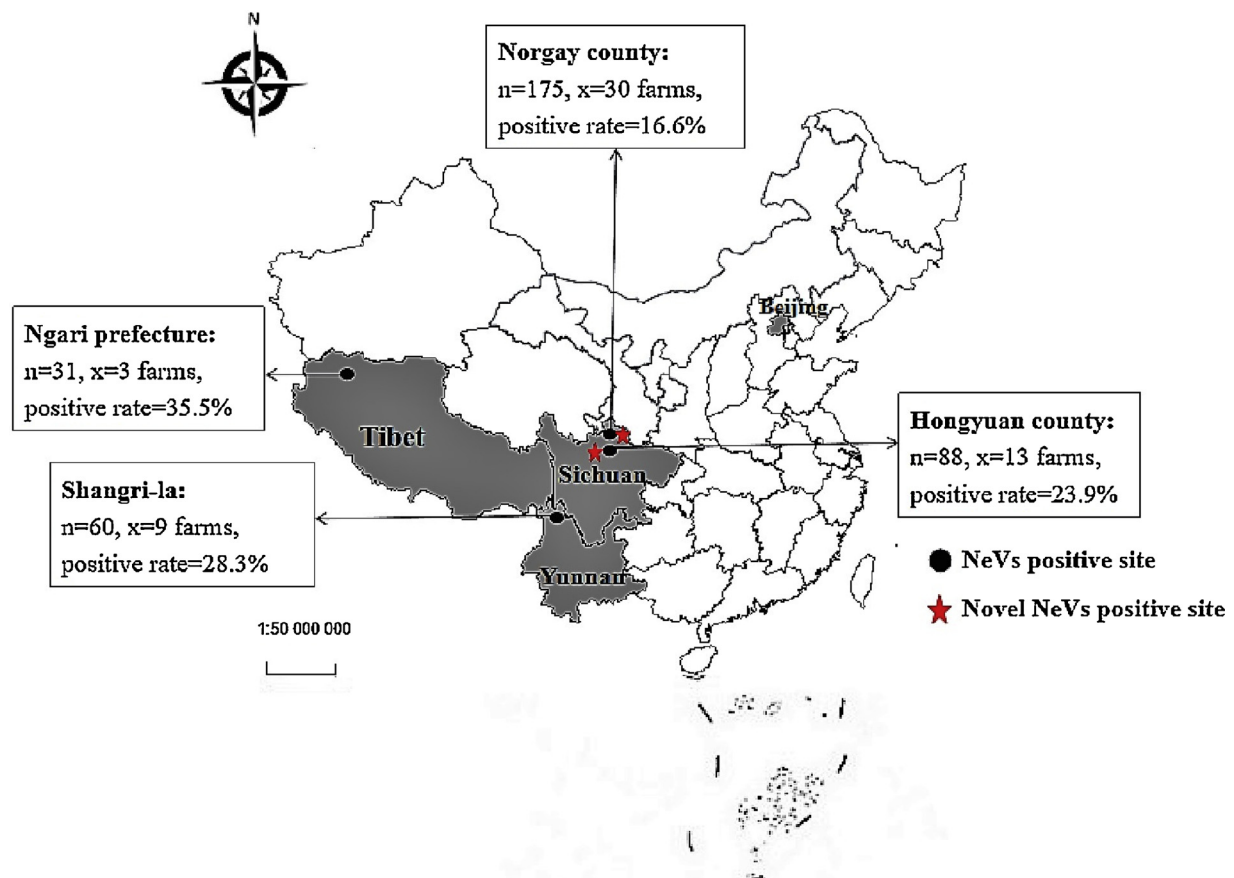 N
Norgay county:
n=175, x=30 farms,
positive rate=16.6%
Beijing
Ngari prefecture:
n=31, x=3 farms,
positive rate=35.5%
Tibet
Hongyuan county:
n=88, x=13 farms,
positive rate=23.9%
Sichuan
Shangri-la:
n=60, x=9 farms,
positive rate=28.3%
Yunnan
NeVs positive site
Novel NeVs positive site
1:50 000 000